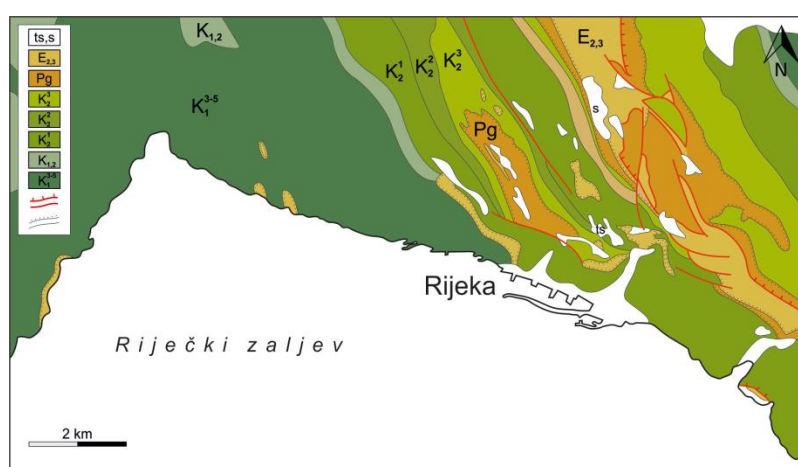 ts,s
E2,3
Pg
K₂³
K₂²
K₂¹
K1,2
K₁³⁻⁵
K1,2
K₁³⁻⁵
K₂¹
K₂²
K₂³
E2,3
s
Pg
ts
N
Rijeka
Riječki zaljev
2 km